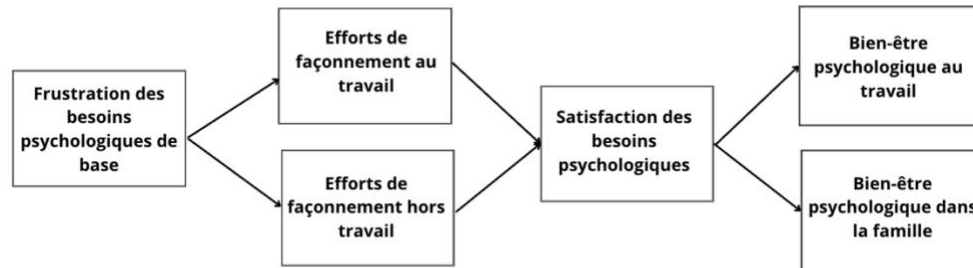 Frustration des
besoins
psychologiques de
base
Efforts de
façonnement au
travail
Efforts de
façonnement hors
travail
Satisfaction des
besoins
psychologiques
Bien-être
psychologique au
travail
Bien-être
psychologique dans
la famille